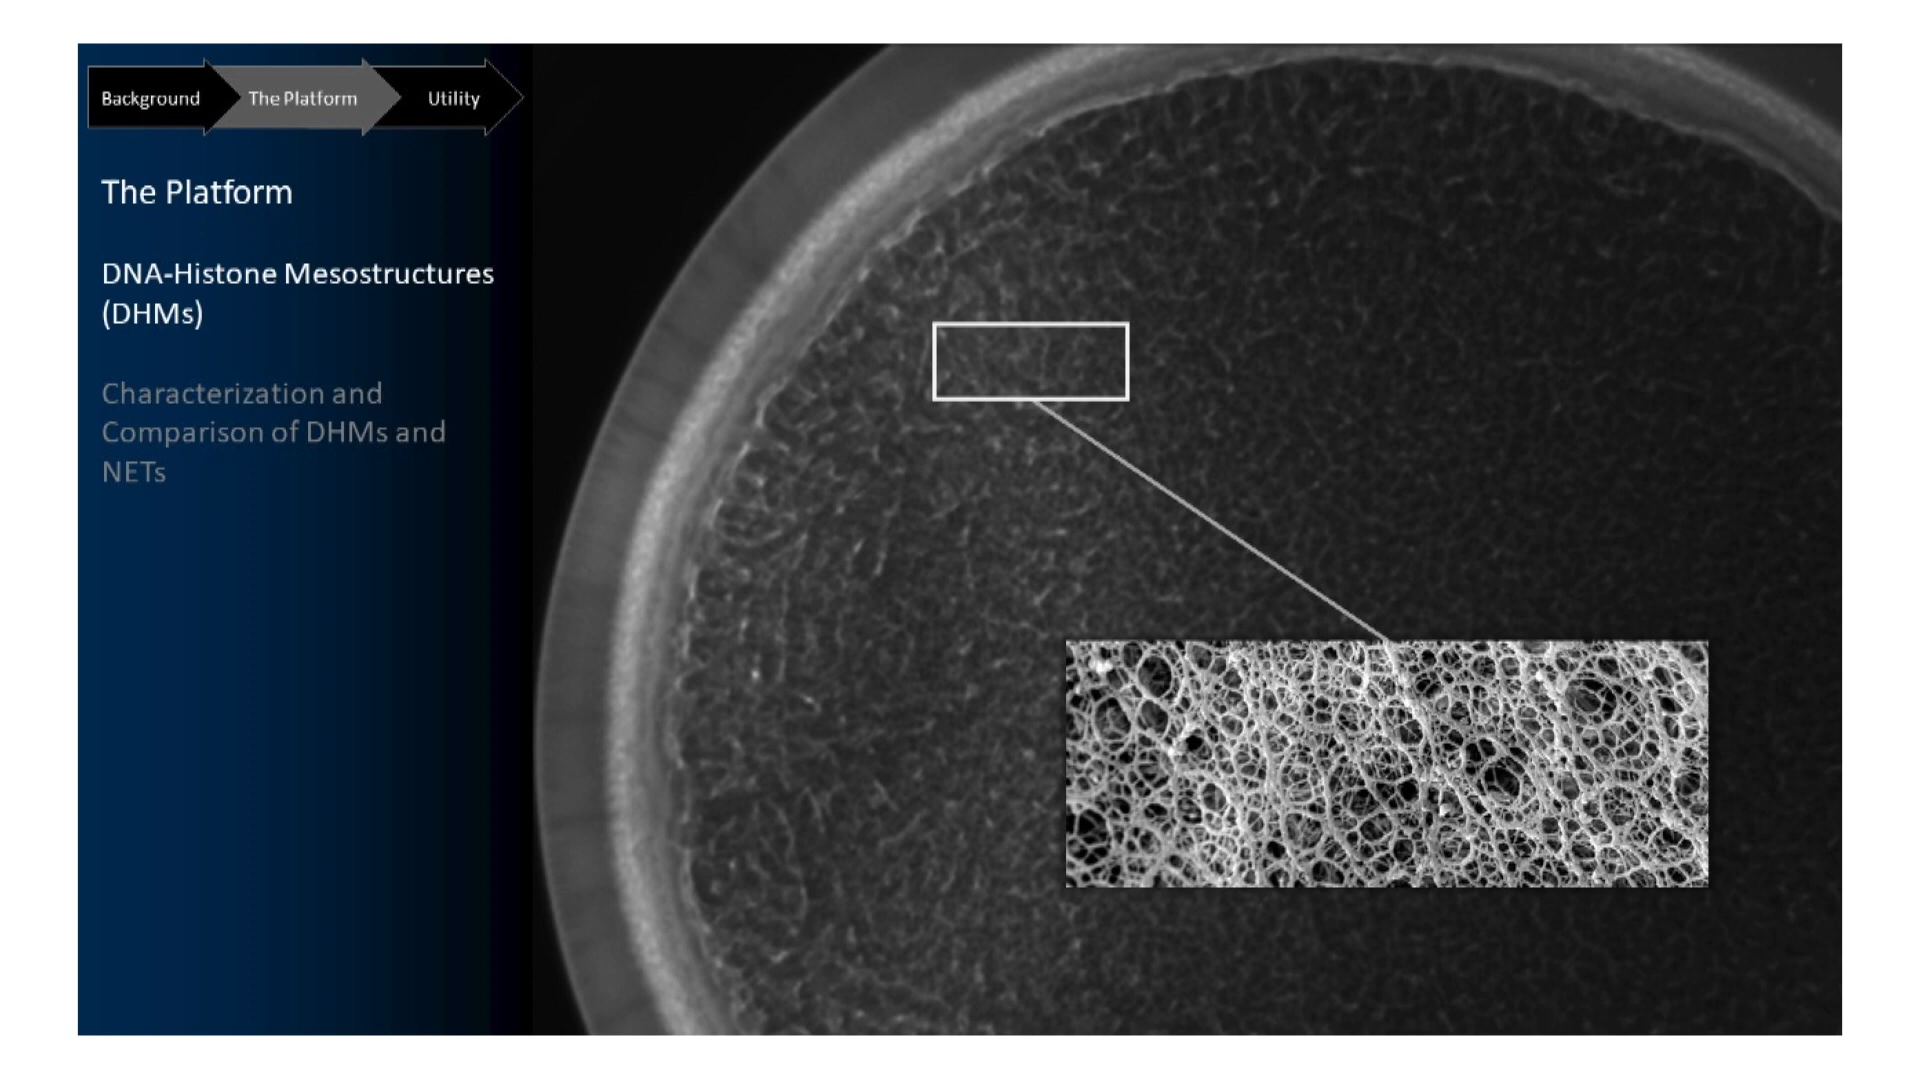 Background
The Platform
Utility
The Platform
DNA-Histone Mesostructures
(DHMs)
Characterization and
Comparison of DHMs and
NETs